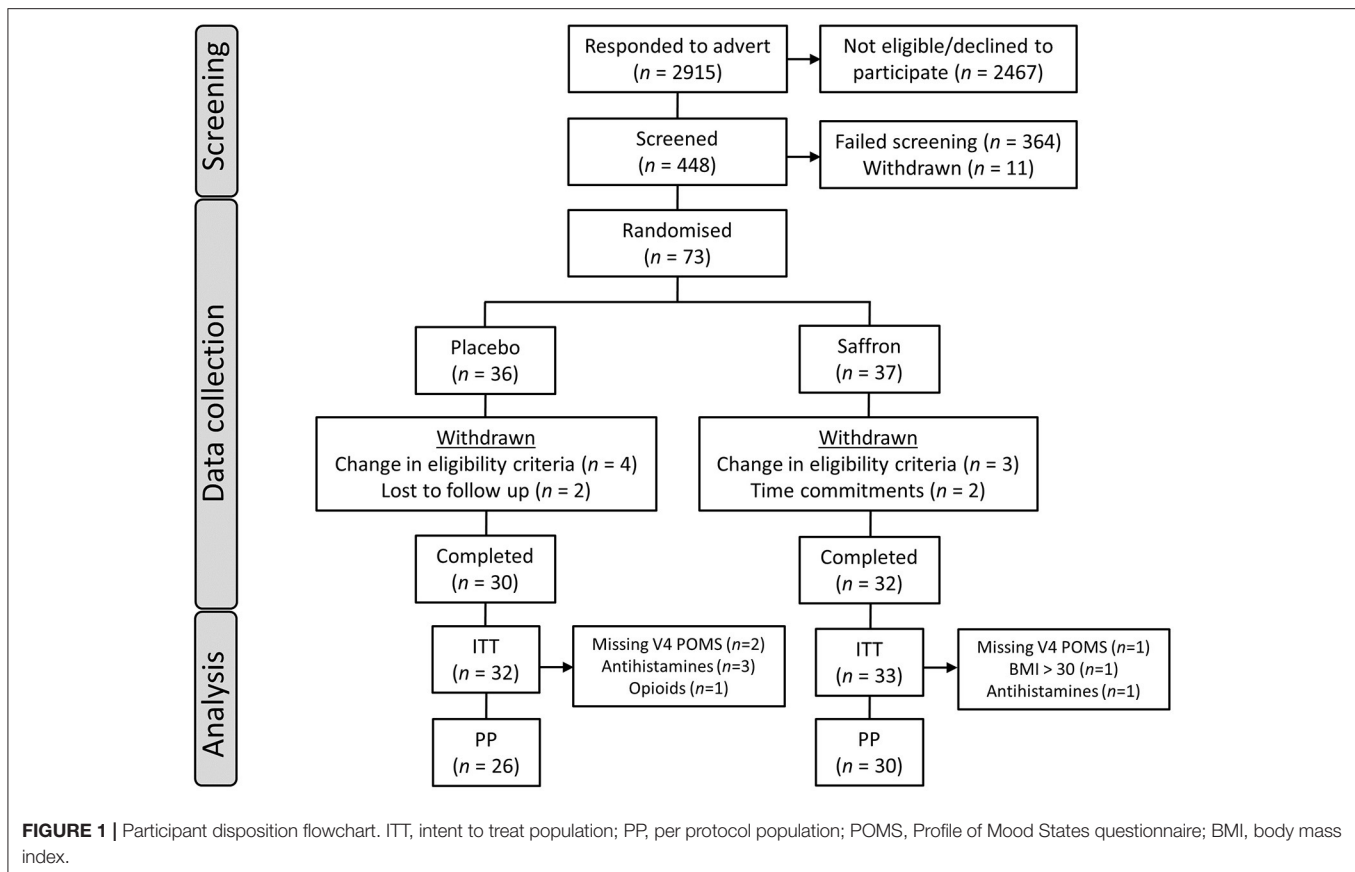 Screening
Responded to advert
(n = 2915)
Not eligible/declined to
participate (n = 2467)
Screened
(n = 448)
Failed screening (n = 364)
Withdrawn (n = 11)
Data collection
Randomised
(n = 73)
Placebo
(n = 36)
Saffron
(n = 37)
Withdrawn
Change in eligibility criteria (n = 4)
Lost to follow up (n = 2)
Withdrawn
Change in eligibility criteria (n = 3)
Time commitments (n = 2)
Completed
(n = 30)
Completed
(n = 32)
Analysis
ITT
(n = 32)
Missing V4 POMS (n=2)
Antihistamines (n=3)
Opioids (n=1)
ITT
(n = 33)
Missing V4 POMS (n=1)
BMI > 30 (n=1)
Antihistamines (n=1)
PP
(n = 26)
PP
(n = 30)
FIGURE 1 | Participant disposition flowchart. ITT, intent to treat population; PP, per protocol population; POMS, Profile of Mood States questionnaire; BMI, body mass
index.